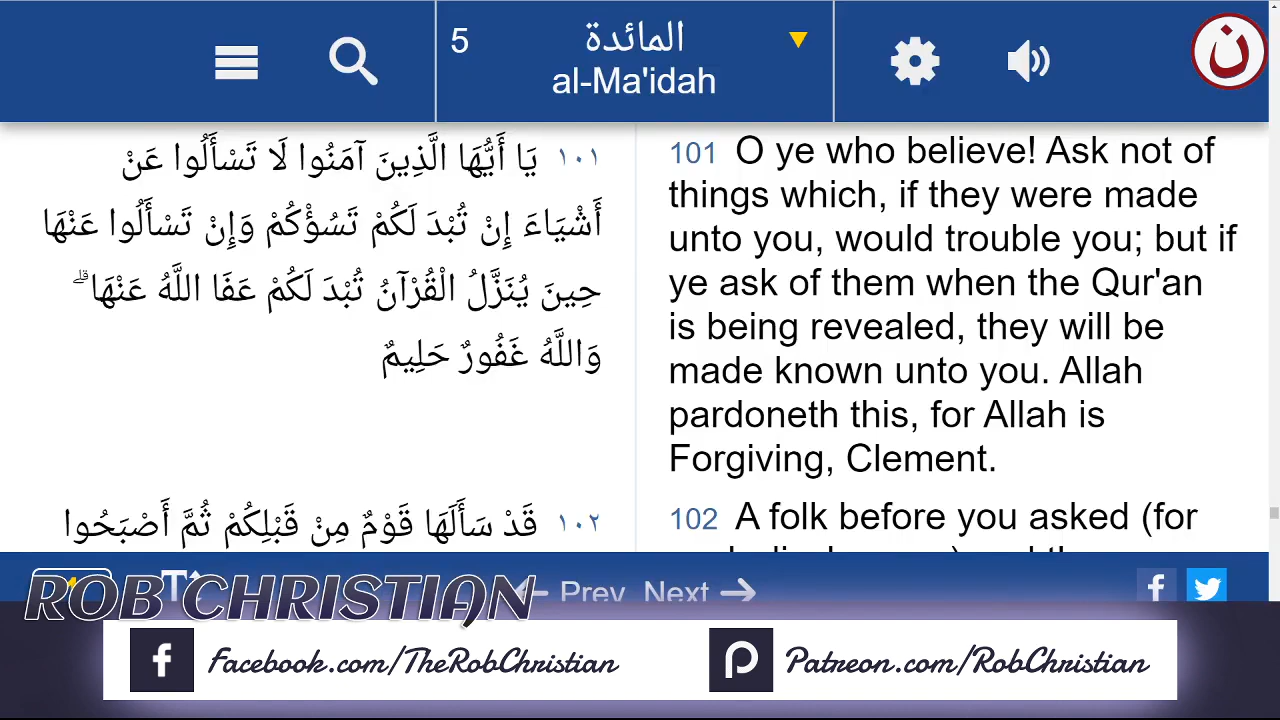 5
المائدة
al-Ma'idah
ن
١٠١ يَا أَيُّهَا الَّذِينَ آمَنُوا لَا تَسْأَلُوا عَنْ
أَشْيَاءَ إِنْ تُبْدَ لَكُمْ تَسُؤْكُمْ وَإِنْ تَسْأَلُوا عَنْهَا
حِينَ يُنَزَّلُ الْقُرْآنُ تُبْدَ لَكُمْ عَفَا اللَّهُ عَنْهَا ۗ
وَاللَّهُ غَفُورٌ حَلِيمٌ
١٠٢ قَدْ سَأَلَهَا قَوْمٌ مِنْ قَبْلِكُمْ ثُمَّ أَصْبَحُوا
101 O ye who believe! Ask not of
things which, if they were made
unto you, would trouble you; but if
ye ask of them when the Qur'an
is being revealed, they will be
made known unto you. Allah
pardoneth this, for Allah is
Forgiving, Clement.
102 A folk before you asked (for
Prev Next
ROB CHRISTIAN
Facebook.com/TheRobChristian
Patreon.com/RobChristian